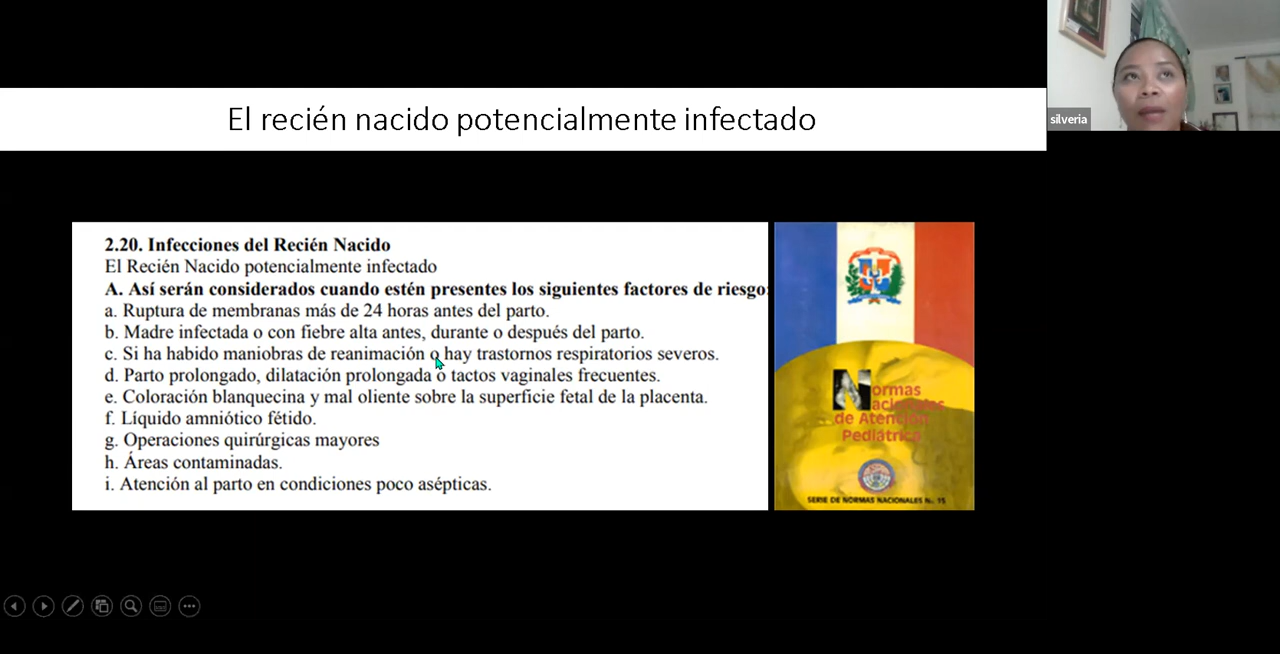 El recién nacido potencialmente infectado
silveria
2.20. Infecciones del Recién Nacido
El Recién Nacido potencialmente infectado
A. Así serán considerados cuando estén presentes los siguientes factores de riesgo:
a. Ruptura de membranas más de 24 horas antes del parto.
b. Madre infectada o con fiebre alta antes, durante o después del parto.
c. Si ha habido maniobras de reanimación o hay trastornos respiratorios severos.
d. Parto prolongado, dilatación prolongada o tactos vaginales frecuentes.
e. Coloración blanquecina y mal oliente sobre la superficie fetal de la placenta.
f. Líquido amniótico fétido.
g. Operaciones quirúrgicas mayores
h. Áreas contaminadas.
i. Atención al parto en condiciones poco asépticas.
Normas
Nacionales
de Atención
Pediátrica
SERIE DE NORMAS NACIONALES No. 15